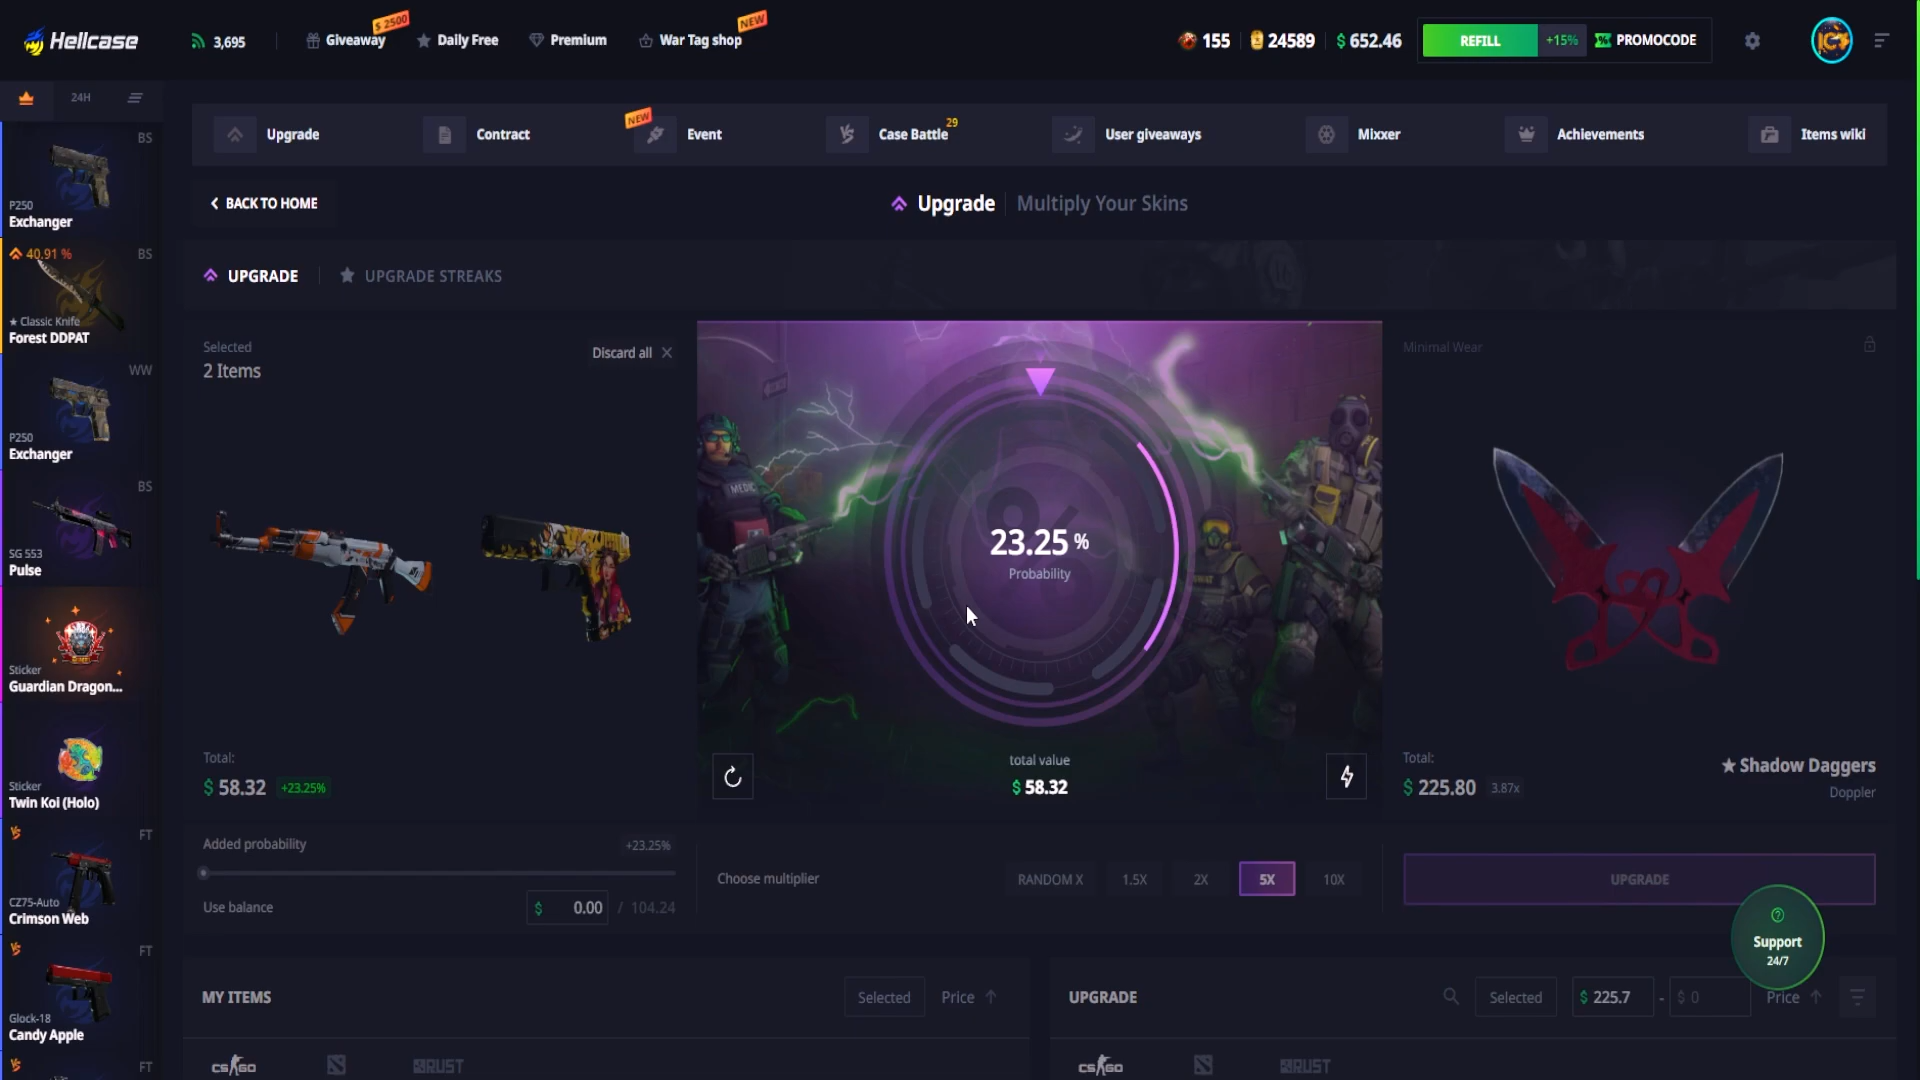 Hellcase
3,695
Giveaway
$ 2500
Daily Free
Premium
War Tag shop
NEW
155
24589
$ 652.46
REFILL
+15%
PROMOCODE
24H
Upgrade
Contract
NEW
Event
Case Battle
29
User giveaways
Mixxer
Achievements
Items wiki
BACK TO HOME
Upgrade
Multiply Your Skins
UPGRADE
UPGRADE STREAKS
BS
P250
Exchanger
40.91 %
BS
★ Classic Knife
Forest DDPAT
WW
P250
Exchanger
BS
SG 553
Pulse
Sticker
Guardian Dragon...
Sticker
Twin Koi (Holo)
FT
CZ75-Auto
Crimson Web
FT
Glock-18
Candy Apple
FT
Selected
2 Items
Discard all
Total:
$ 58.32
+23.25%
MEDIC
SWAT
23.25 %
Probability
total value
$ 58.32
Minimal Wear
Total:
$ 225.80
3.87x
★ Shadow Daggers
Doppler
Added probability
+23.25%
Use balance
$ 0.00
/ 104.24
Choose multiplier
RANDOM X
1.5X
2X
5X
10X
UPGRADE
Support
24/7
MY ITEMS
Selected
Price
CS GO
RUST
UPGRADE
Selected
$ 225.7
-
$ 0
Price
CS GO
RUST